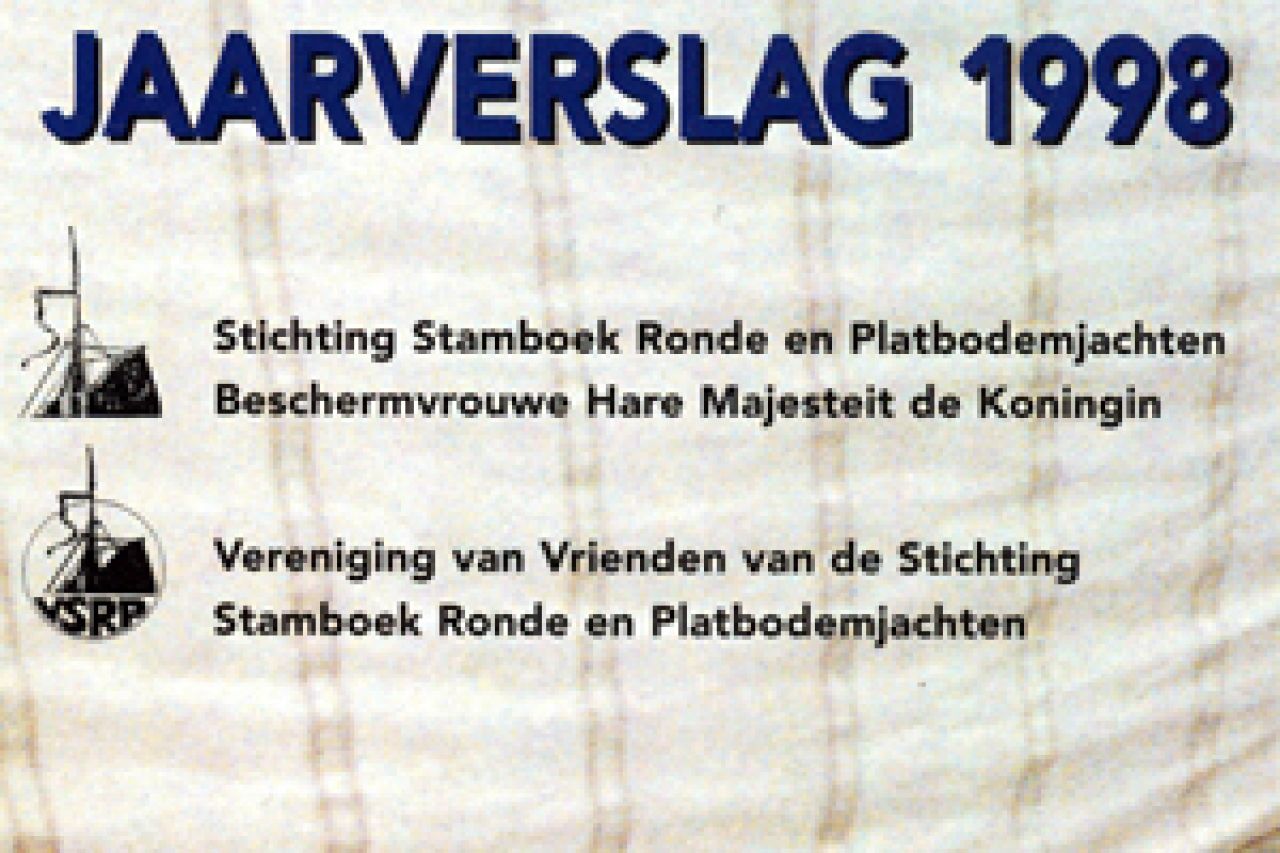 JAARVERSLAG 1998
Stichting Stamboek Ronde en Platbodemjachten
Beschermvrouwe Hare Majesteit de Koningin
VSRP
Vereniging van Vrienden van de Stichting
Stamboek Ronde en Platbodemjachten